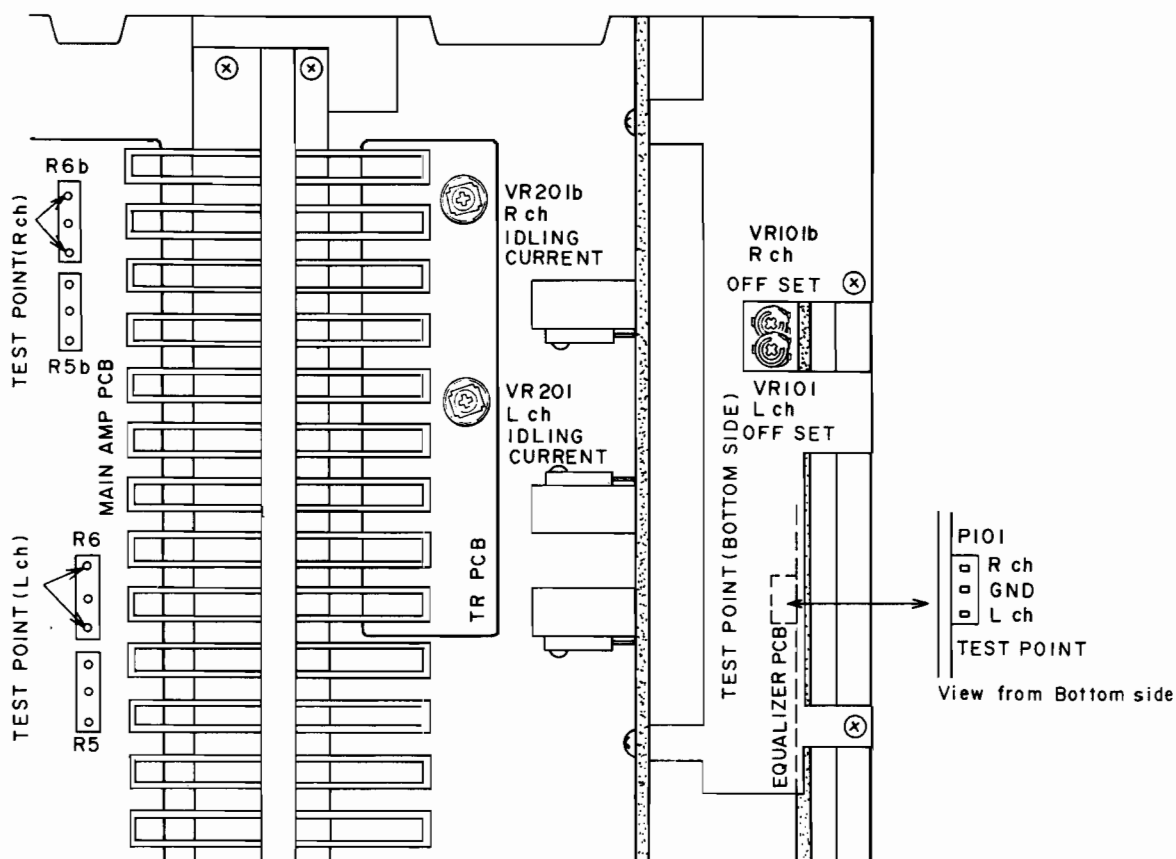 R6b
TEST POINT(R ch)
R5b
MAIN AMP PCB
VR201b
R ch
IDLING
CURRENT
VR101b
R ch
OFF SET
VR201
L ch
IDLING
CURRENT
VR101
L ch
OFF SET
TEST POINT (BOTTOM SIDE)
TR PCB
R6
TEST POINT (L ch)
R5
EQUALIZER PCB
P101
R ch
GND
L ch
TEST POINT
View from Bottom side